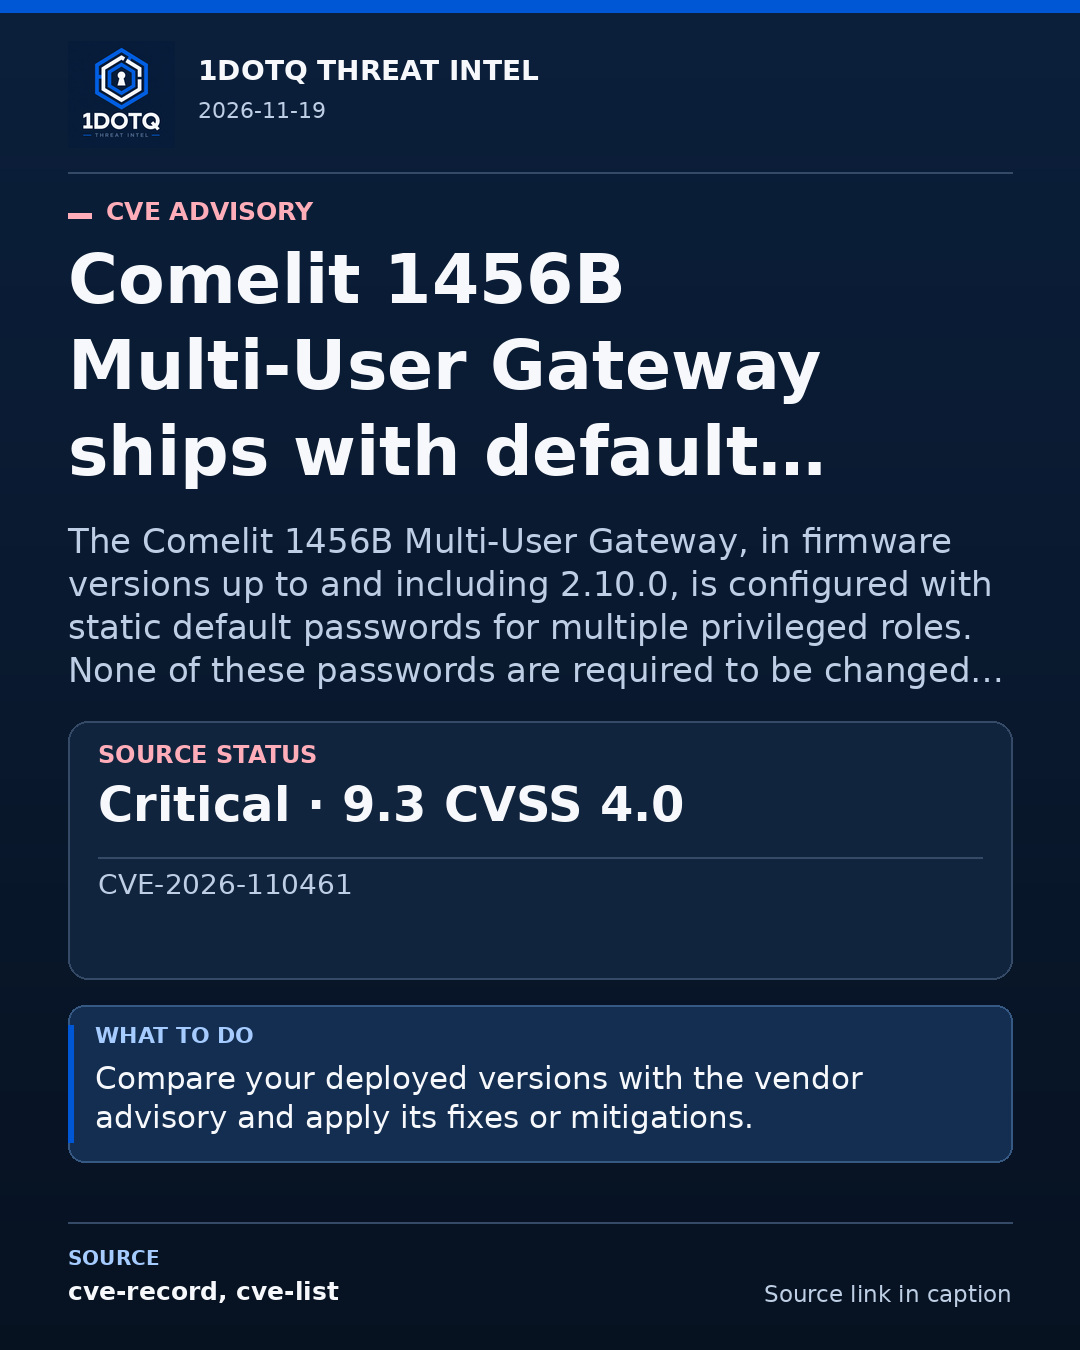 1DOTQ
THREAT INTEL
1DOTQ THREAT INTEL
2026-11-19
CVE ADVISORY
Comelit 1456B
Multi-User Gateway
ships with default…
The Comelit 1456B Multi-User Gateway, in firmware
versions up to and including 2.10.0, is configured with
static default passwords for multiple privileged roles.
None of these passwords are required to be changed…
SOURCE STATUS
Critical · 9.3 CVSS 4.0
CVE-2026-110461
WHAT TO DO
Compare your deployed versions with the vendor
advisory and apply its fixes or mitigations.
SOURCE
cve-record, cve-list
Source link in caption